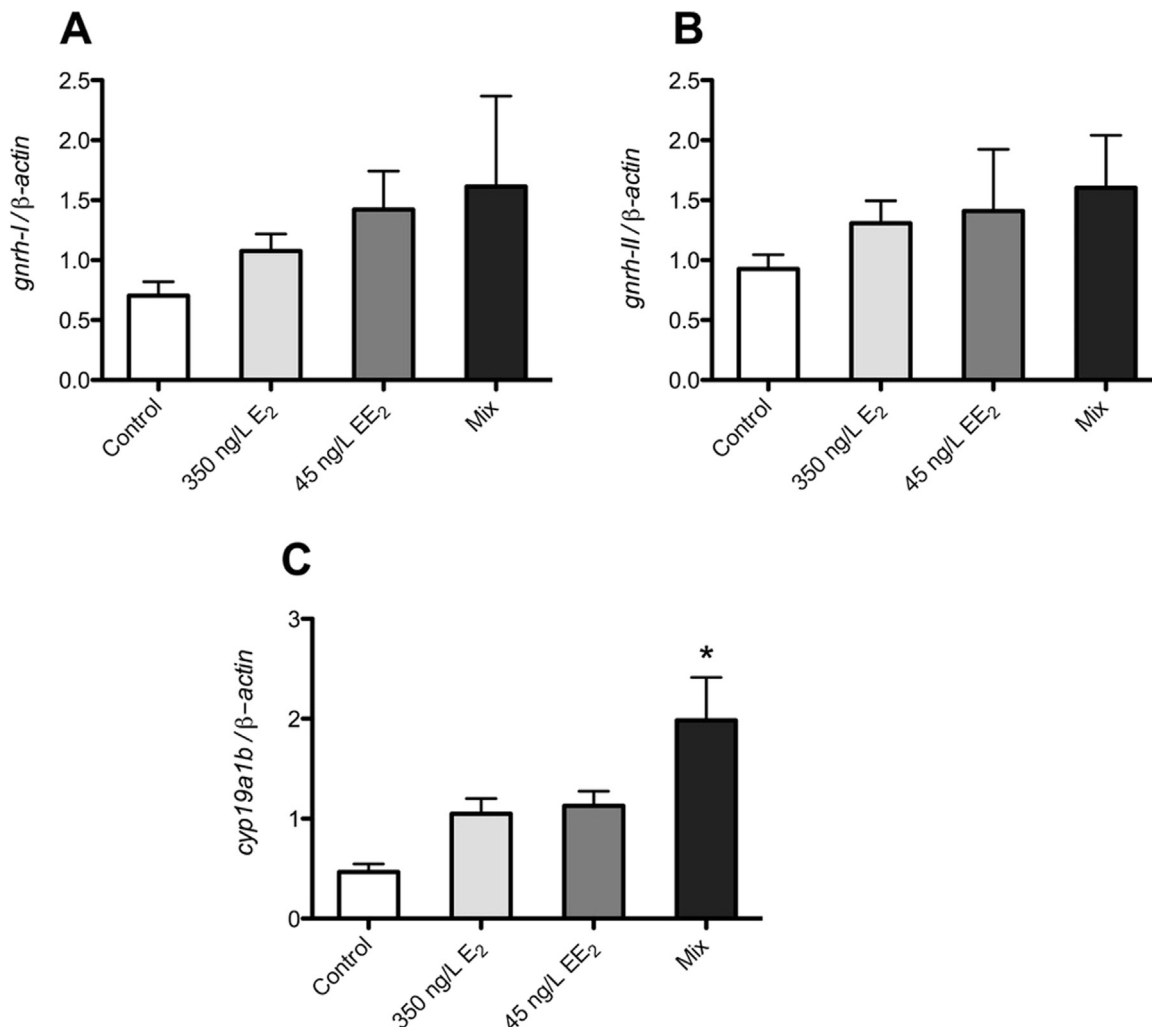 A
gnrh-I / β-actin
2.5
2.0
1.5
1.0
0.5
0.0
Control
350 ng/L E₂
45 ng/L EE₂
Mix
B
gnrh-II / β-actin
2.5
2.0
1.5
1.0
0.5
0.0
Control
350 ng/L E₂
45 ng/L EE₂
Mix
C
cyp19a1b / β−actin
3
2
1
0
*
Control
350 ng/L E₂
45 ng/L EE₂
Mix